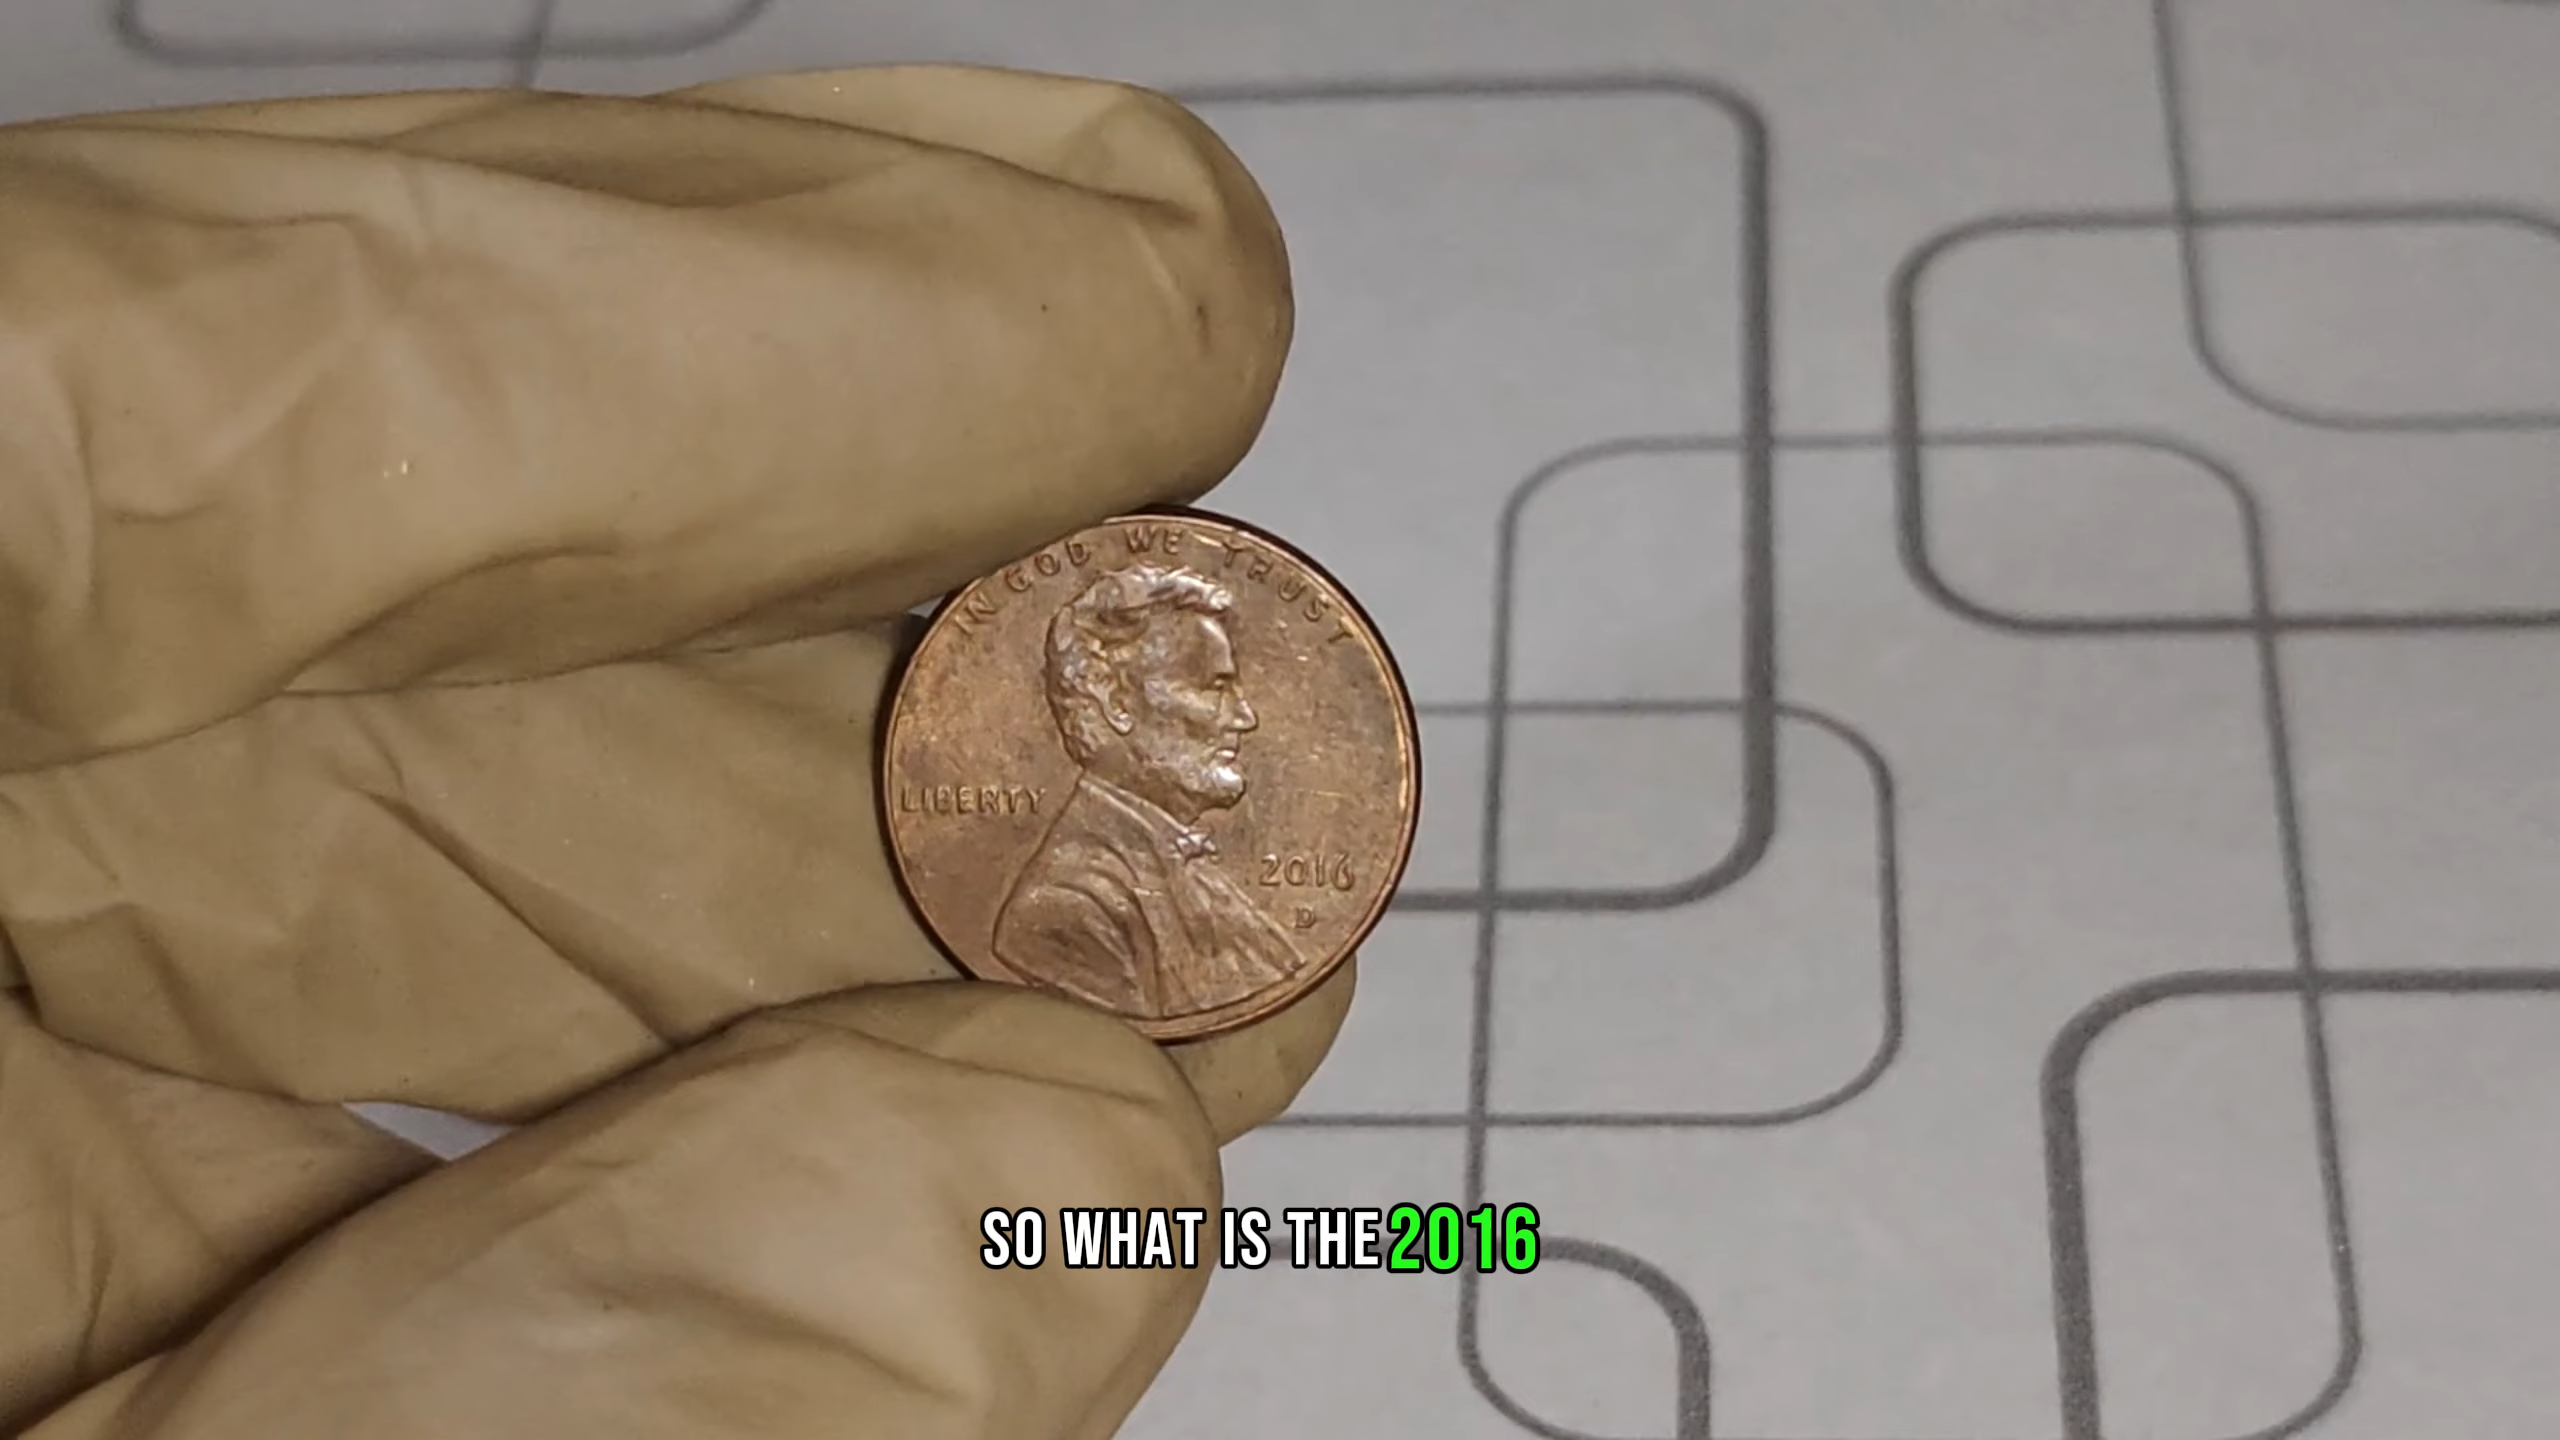 IN GOD WE TRUST
LIBERTY
2016
D
SO WHAT IS THE 2016